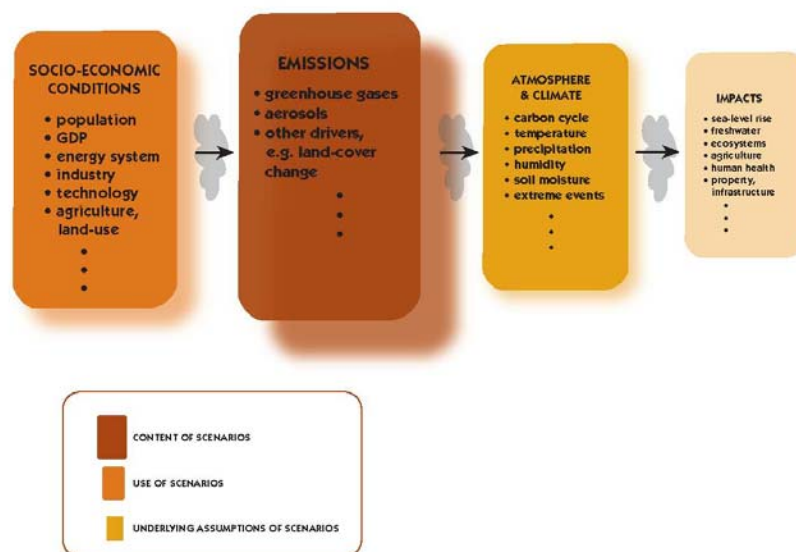 SOCIO-ECONOMIC
CONDITIONS
• population
• GDP
• energy system
• industry
• technology
• agriculture,
land-use
•
•
•
EMISSIONS
• greenhouse gases
• aerosols
• other drivers,
e.g. land-cover
change
•
•
•
ATMOSPHERE
& CLIMATE
• carbon cycle
• temperature
• precipitation
• humidity
• soil moisture
• extreme events
•
•
•
IMPACTS
• sea-level rise
• freshwater
• ecosystems
• agriculture
• human health
• property,
infrastructure
•
•
•
CONTENT OF SCENARIOS
USE OF SCENARIOS
UNDERLYING ASSUMPTIONS OF SCENARIOS